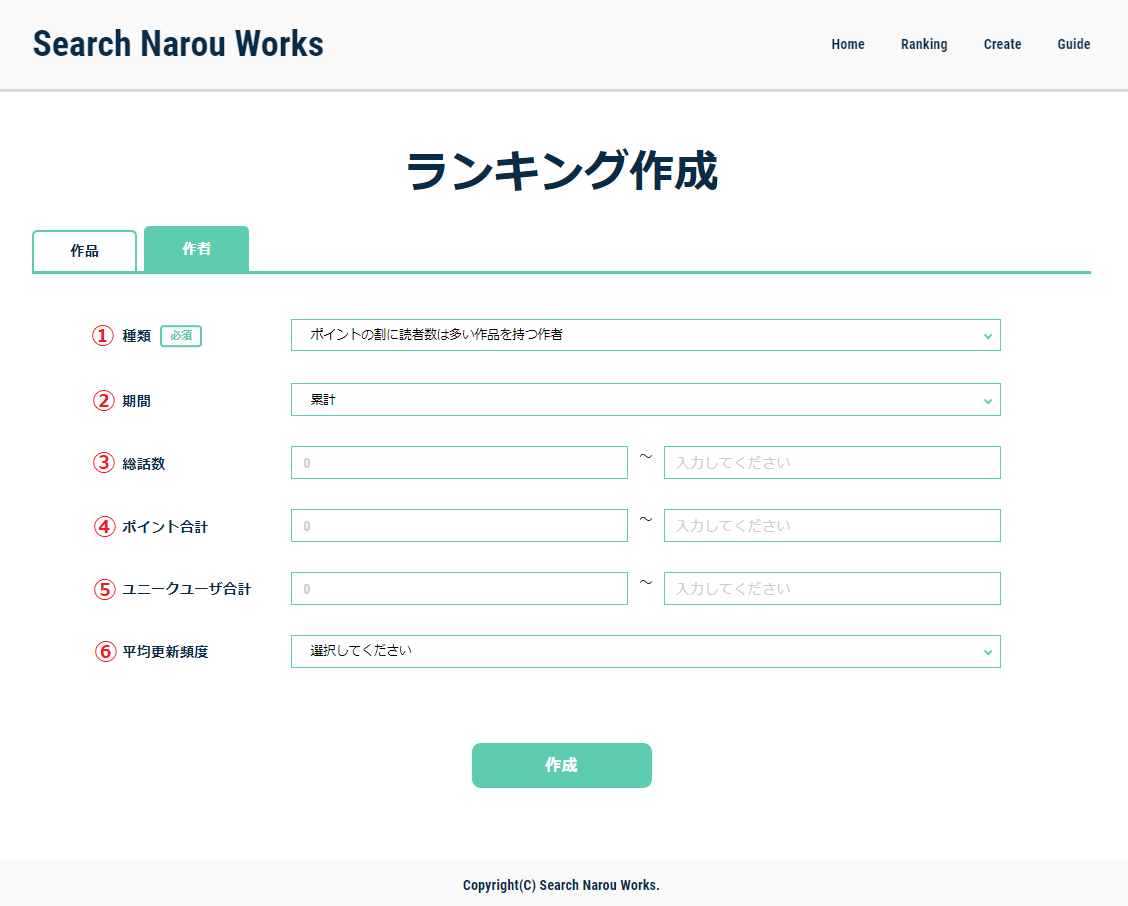 Search Narou Works
Home Ranking Create Guide
ランキング作成
作品 作者
① 種類 必須 ポイントの割に読者数は多い作品を持つ作者
② 期間 累計
③ 総話数 0 ～ 入力してください
④ ポイント合計 0 ～ 入力してください
⑤ ユニークユーザ合計 0 ～ 入力してください
⑥ 平均更新頻度 選択してください
作成
Copyright(C) Search Narou Works.